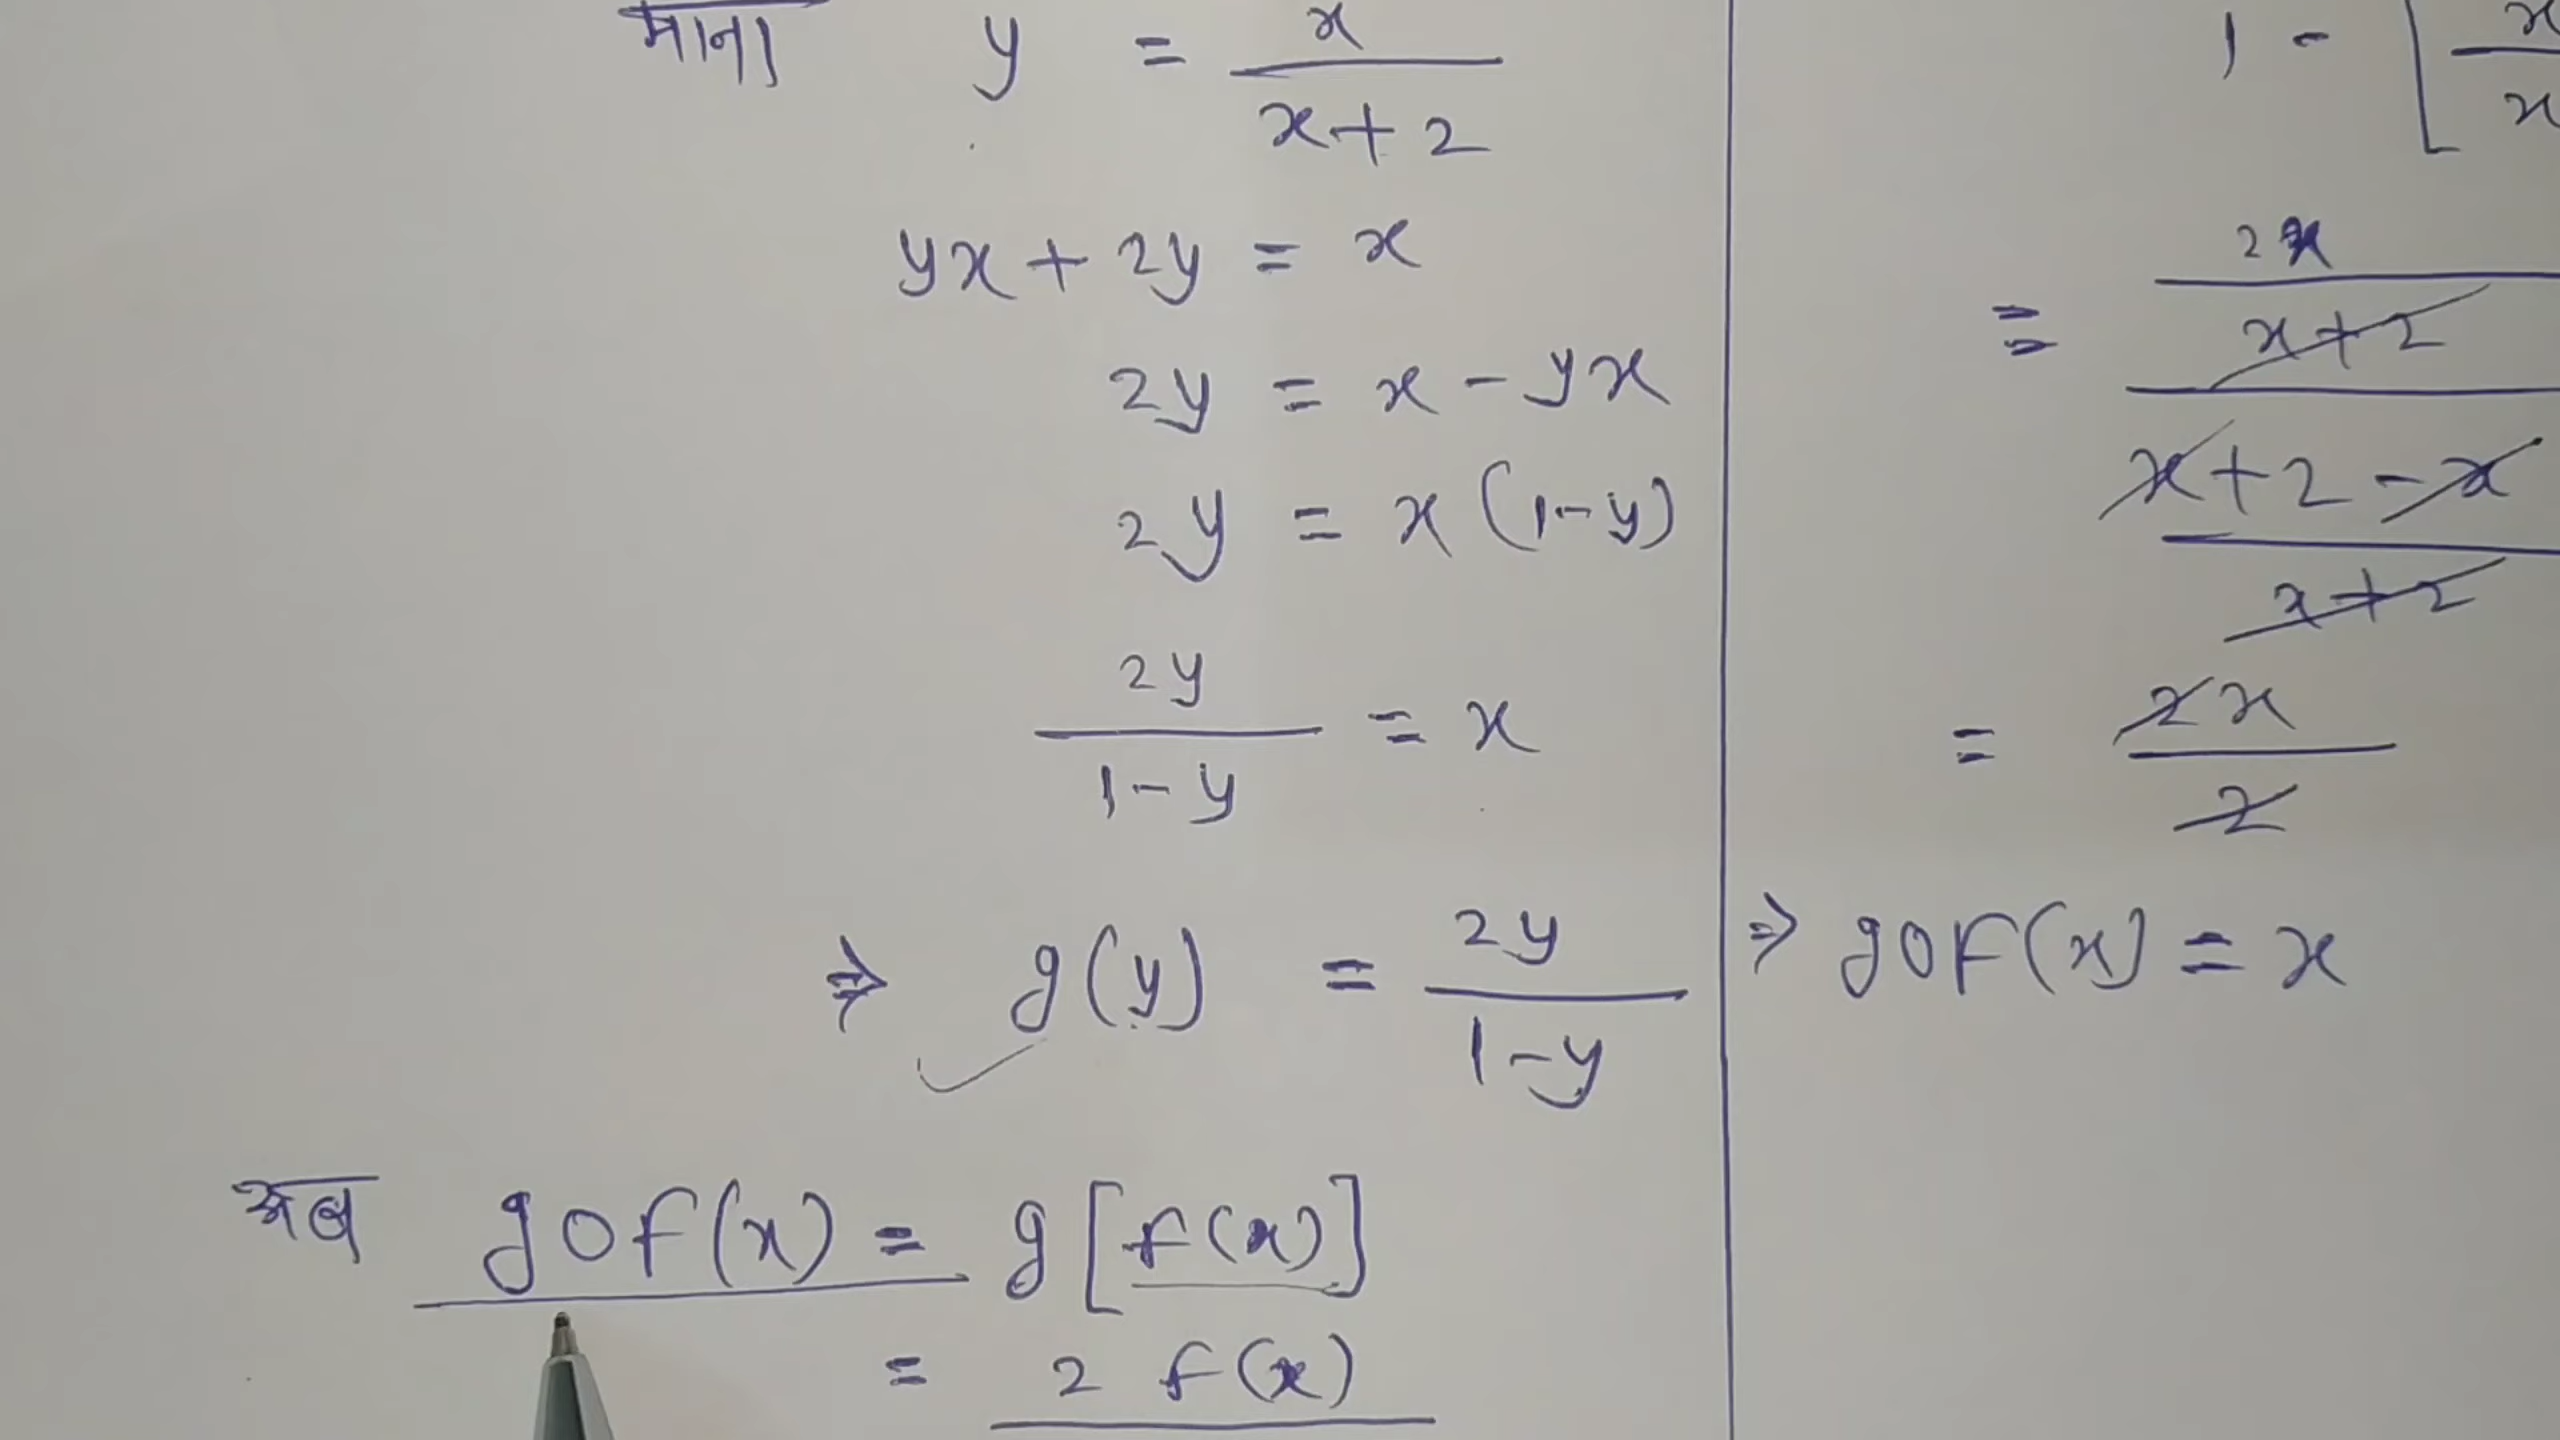 माना y = x / (x+2)
yx + 2y = x
2y = x - yx
2y = x (1-y)
2y / (1-y) = x
⇒ g(y) = 2y / (1-y)
अब gof(x) = g[f(x)]
= 2 f(x)
1 - [x / x
= 2x / (x+2) / (x+2-x) / (x+2)
= 2x / 2
⇒ gof(x) = x